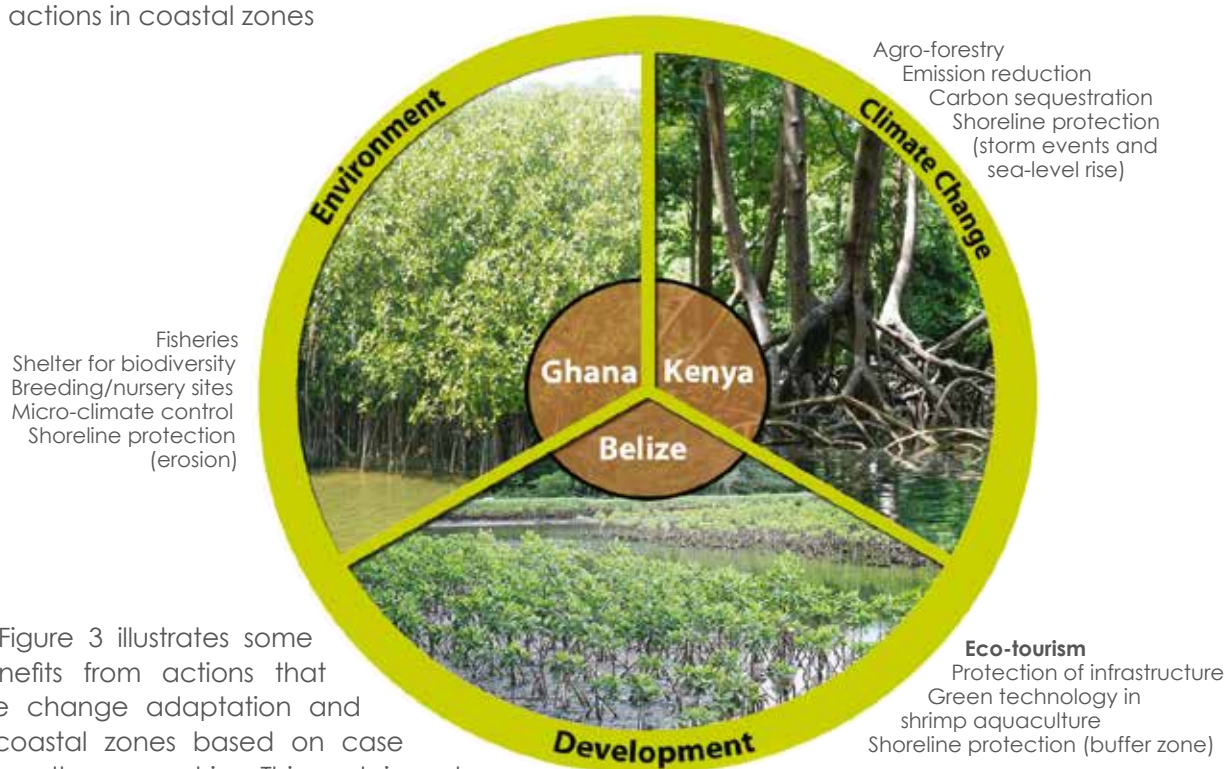 actions in coastal zones
Agro-forestry
Emission reduction
Carbon sequestration
Shoreline protection
(storm events and
sea-level rise)
Environment
Climate Change
Fisheries
Shelter for biodiversity
Breeding/nursery sites
Micro-climate control
Shoreline protection
(erosion)
Ghana
Kenya
Belize
Development
Eco-tourism
Protection of infrastructure
Green technology in
shrimp aquaculture
Shoreline protection (buffer zone)
Figure 3 illustrates some
from actions that
change adaptation and
coastal zones based on case